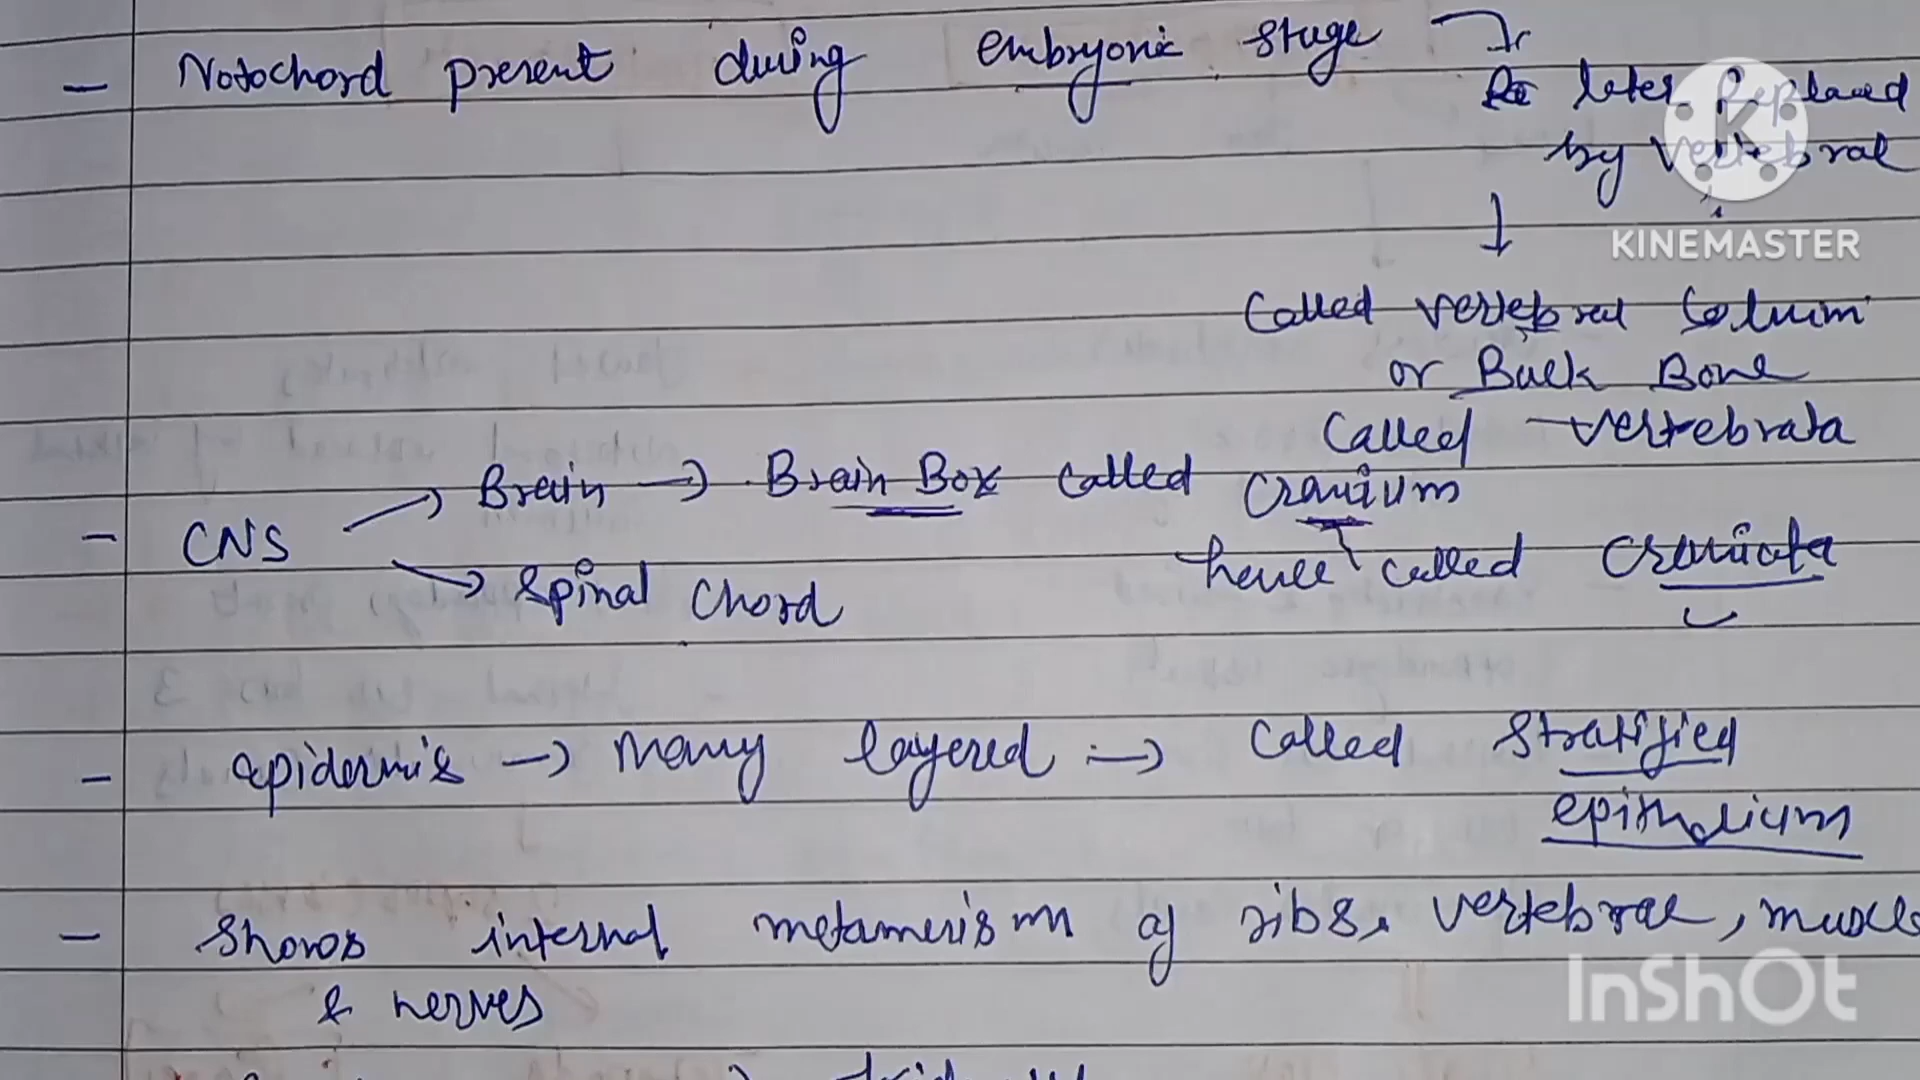 - Notochord present during embryonic stage →
later Replaced
by vertebral
↓
KINEMASTER
Called vertebral Coluim
or Back Bone
Called vertebrata
- CNS → Brain → Brain Box called Cranium
→ Spinal Chord
hence called Craniata
- epidermis → Many layered → Called Stratified
epithelium
- Shows internal metamerism of ribs, vertebrae, muscle
& nerves
InShOt